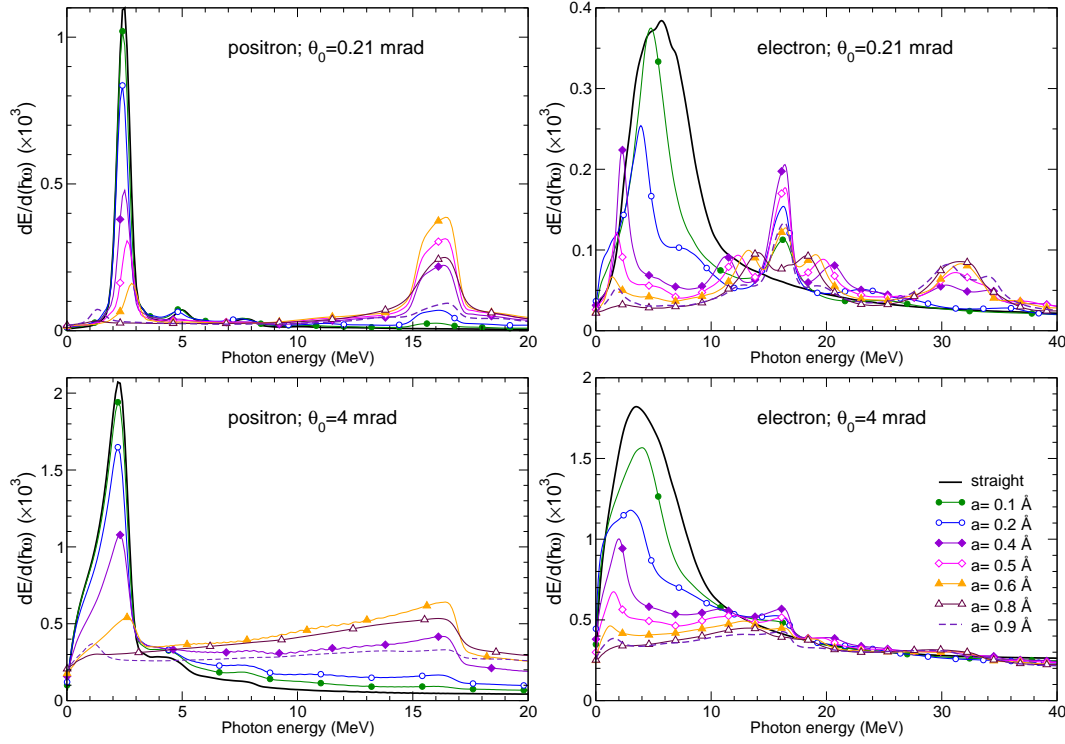 positron; θ0=0.21 mrad
dE/d(ħω) (×10³)
1
0.5
0
0 5 10 15 20
Photon energy (MeV)
electron; θ0=0.21 mrad
dE/d(ħω) (×10³)
0.4
0.3
0.2
0.1
0
0 10 20 30 40
Photon energy (MeV)
positron; θ0=4 mrad
dE/d(ħω) (×10³)
2
1.5
1
0.5
0
0 5 10 15 20
Photon energy (MeV)
electron; θ0=4 mrad
dE/d(ħω) (×10³)
2
1.5
1
0.5
0
0 10 20 30 40
Photon energy (MeV)
straight
a= 0.1 Å
a= 0.2 Å
a= 0.4 Å
a= 0.5 Å
a= 0.6 Å
a= 0.8 Å
a= 0.9 Å